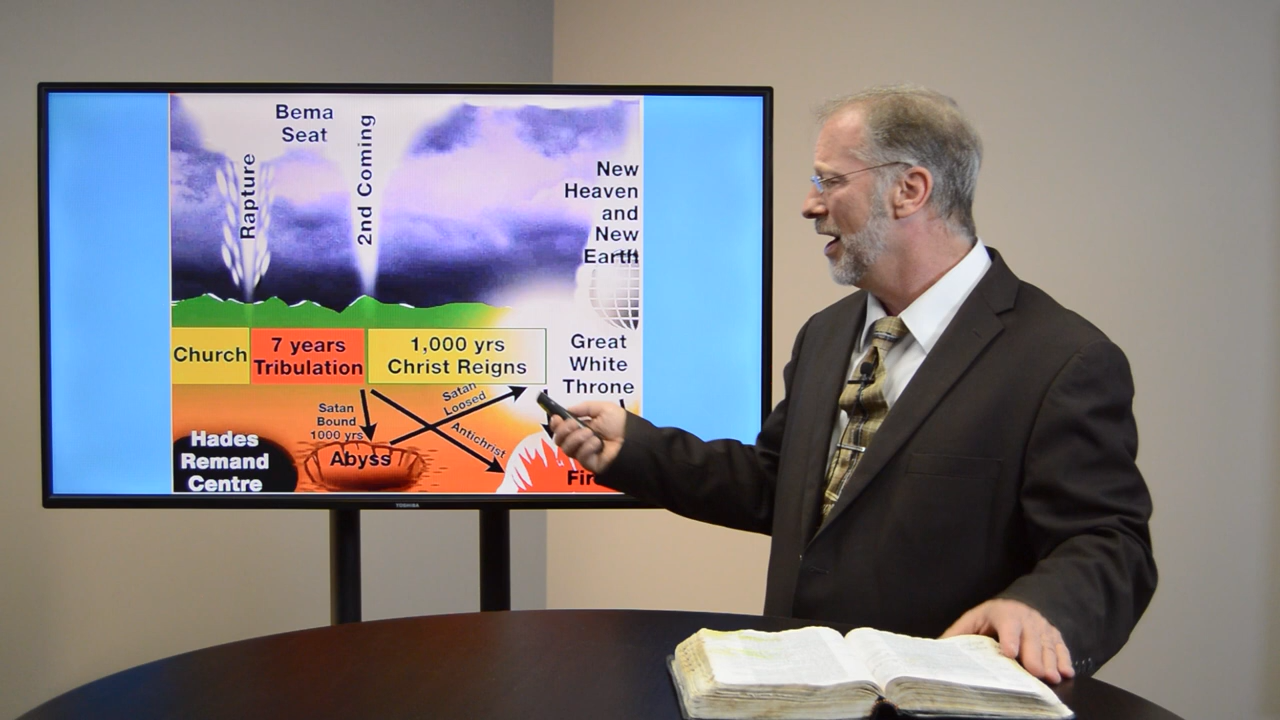 Bema
Seat
Rapture
2nd Coming
New
Heaven
and
New
Earth
Church
7 years
Tribulation
1,000 yrs
Christ Reigns
Great
White
Throne
Satan
Bound
1000 yrs
Satan
Loosed
Antichrist
Hades
Remand
Centre
Abyss
Fir
TOSHIBA